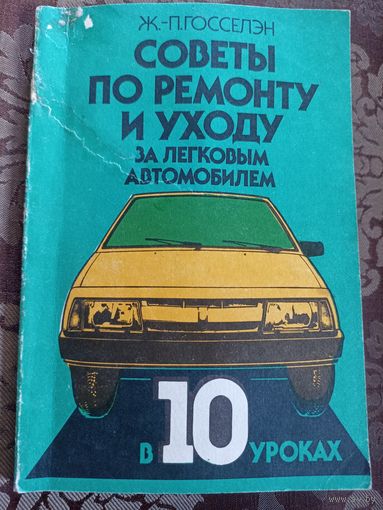 Ж.-П.ГОССЕЛЭН
СОВЕТЫ
ПО РЕМОНТУ
И УХОДУ
ЗА ЛЕГКОВЫМ
АВТОМОБИЛЕМ
В 10 УРОКАХ